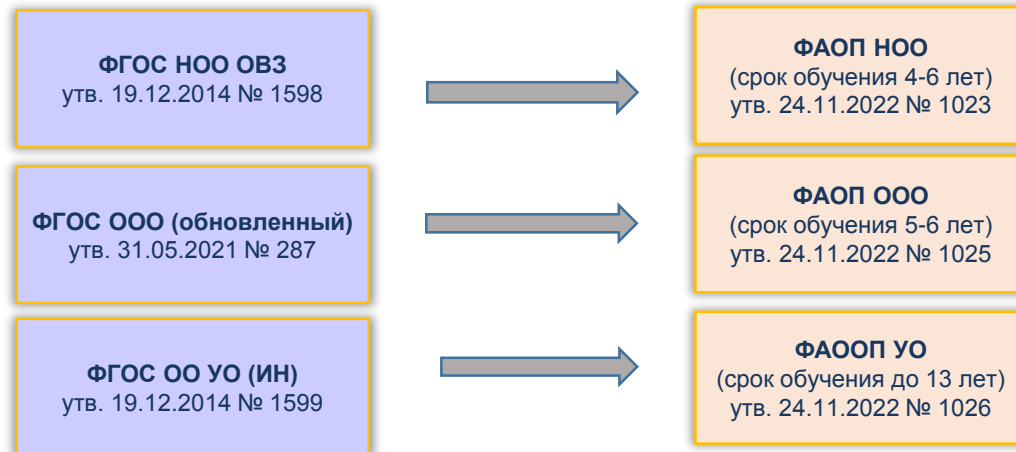 ФГОС НОО ОВЗ
утв. 19.12.2014 № 1598
ФАОП НОО
(срок обучения 4-6 лет)
утв. 24.11.2022 № 1023
ФГОС ООО (обновленный)
утв. 31.05.2021 № 287
ФАОП ООО
(срок обучения 5-6 лет)
утв. 24.11.2022 № 1025
ФГОС ОО УО (ИН)
утв. 19.12.2014 № 1599
ФАООП УО
(срок обучения до 13 лет)
утв. 24.11.2022 № 1026